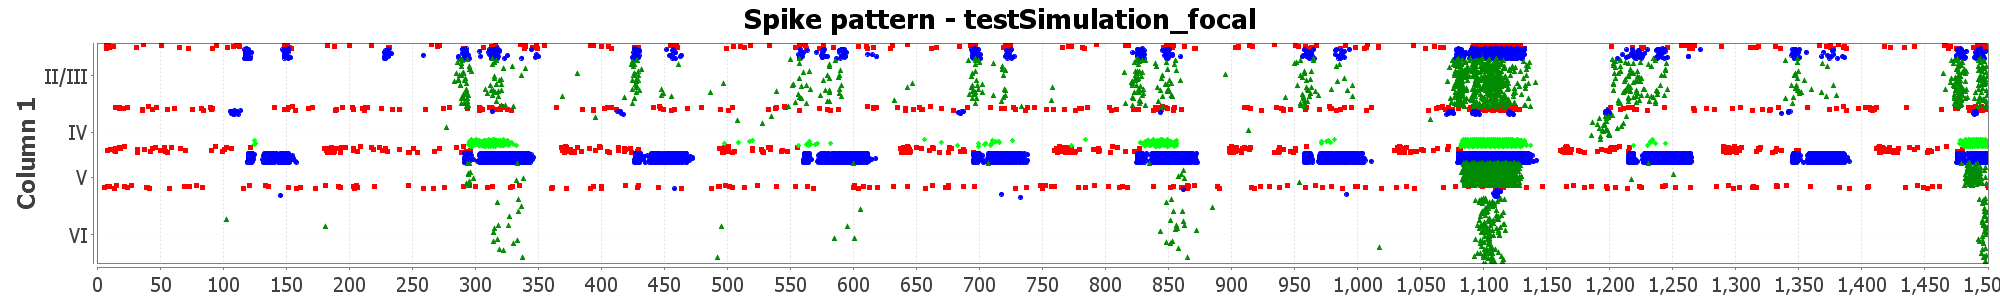 Spike pattern - testSimulation_focal
Column 1
II/III
IV
V
VI
0 50 100 150 200 250 300 350 400 450 500 550 600 650 700 750 800 850 900 950 1,000 1,050 1,100 1,150 1,200 1,250 1,300 1,350 1,400 1,450 1,50